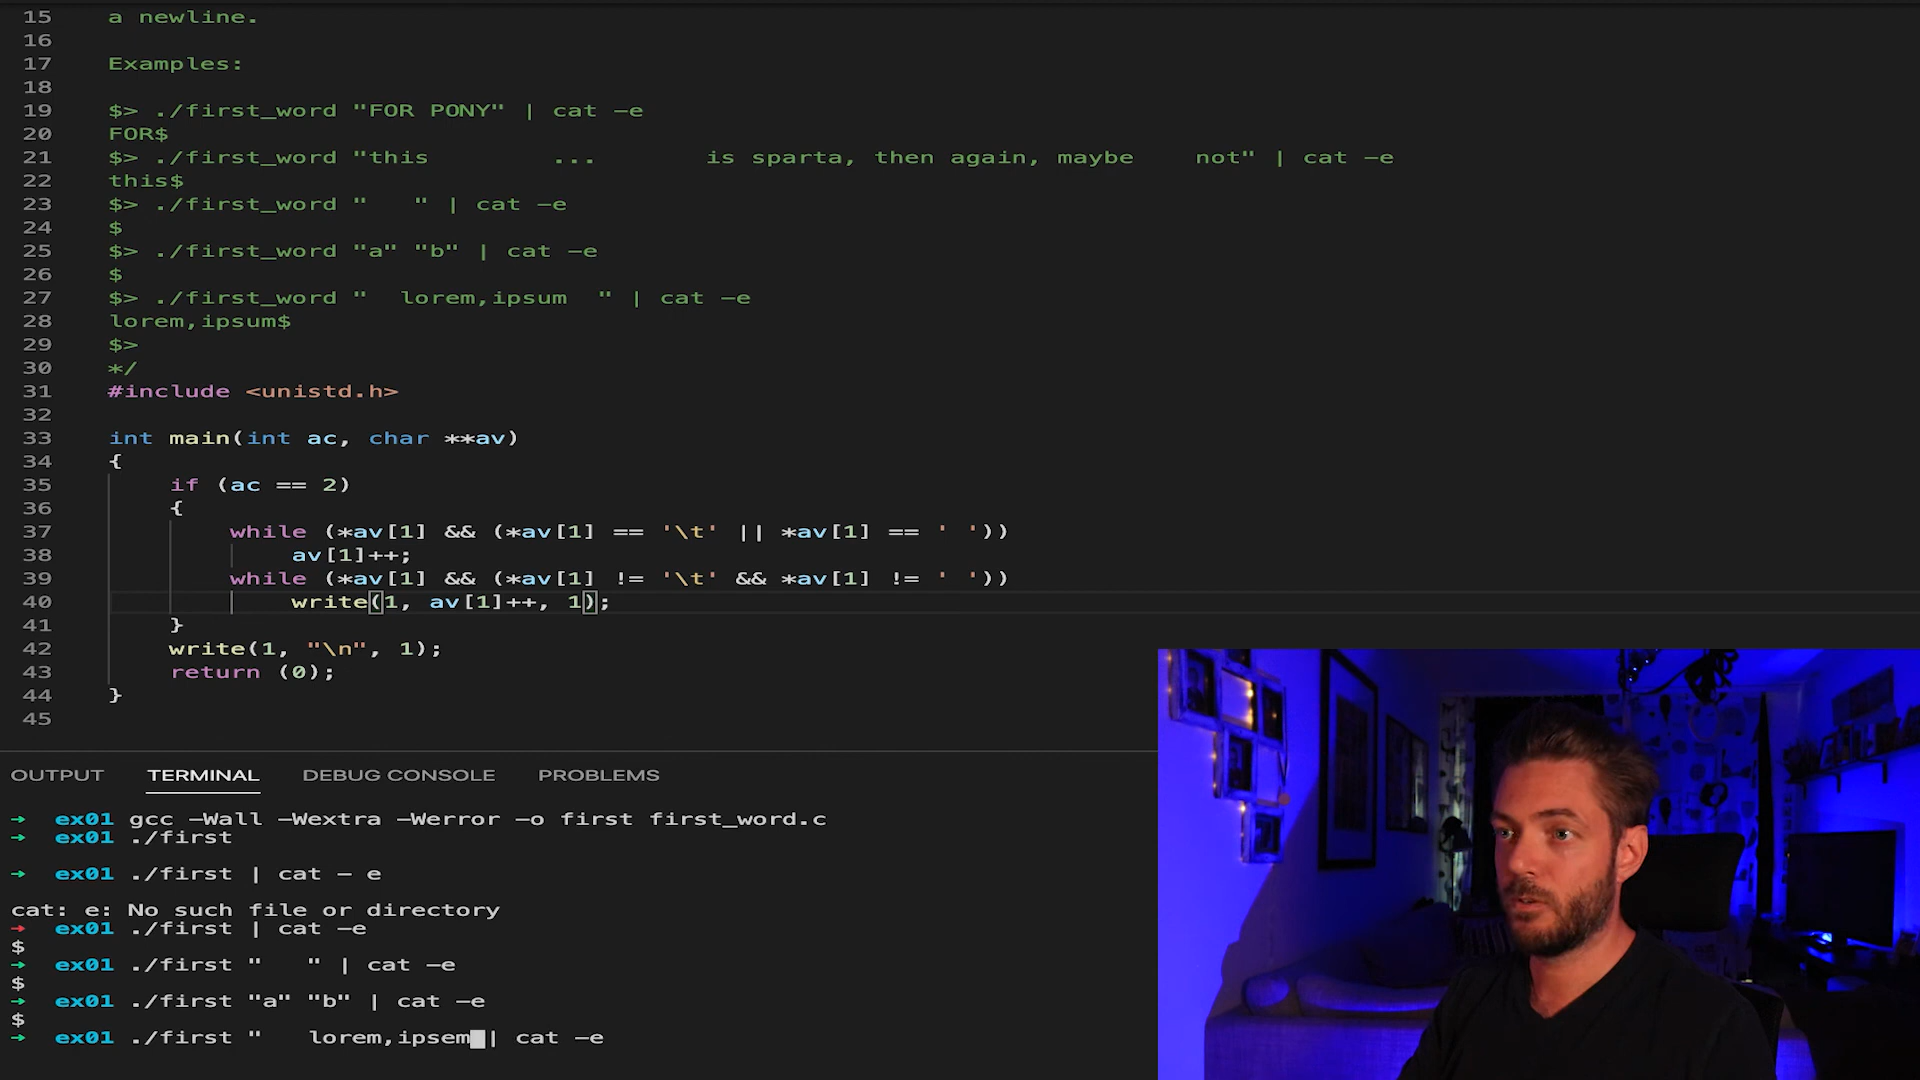 15 a newline.
16
17 Examples:
18
19 $> ./first_word "FOR PONY" | cat -e
20 FOR$
21 $> ./first_word "this        ...       is sparta, then again, maybe    not" | cat -e
22 this$
23 $> ./first_word "   " | cat -e
24 $
25 $> ./first_word "a" "b" | cat -e
26 $
27 $> ./first_word "  lorem,ipsum  " | cat -e
28 lorem,ipsum$
29 $>
30 */
31 #include <unistd.h>
32
33 int main(int ac, char **av)
34 {
35     if (ac == 2)
36     {
37         while (*av[1] && (*av[1] == '\t' || *av[1] == ' '))
38             av[1]++;
39         while (*av[1] && (*av[1] != '\t' && *av[1] != ' '))
40             write(1, av[1]++, 1);
41     }
42     write(1, "\n", 1);
43     return (0);
44 }
45
OUTPUT TERMINAL DEBUG CONSOLE PROBLEMS
→ ex01 gcc -Wall -Wextra -Werror -o first first_word.c
→ ex01 ./first
→ ex01 ./first | cat - e
cat: e: No such file or directory
→ ex01 ./first | cat -e
$
→ ex01 ./first "   " | cat -e
$
→ ex01 ./first "a" "b" | cat -e
$
→ ex01 ./first "   lorem,ipsem | cat -e